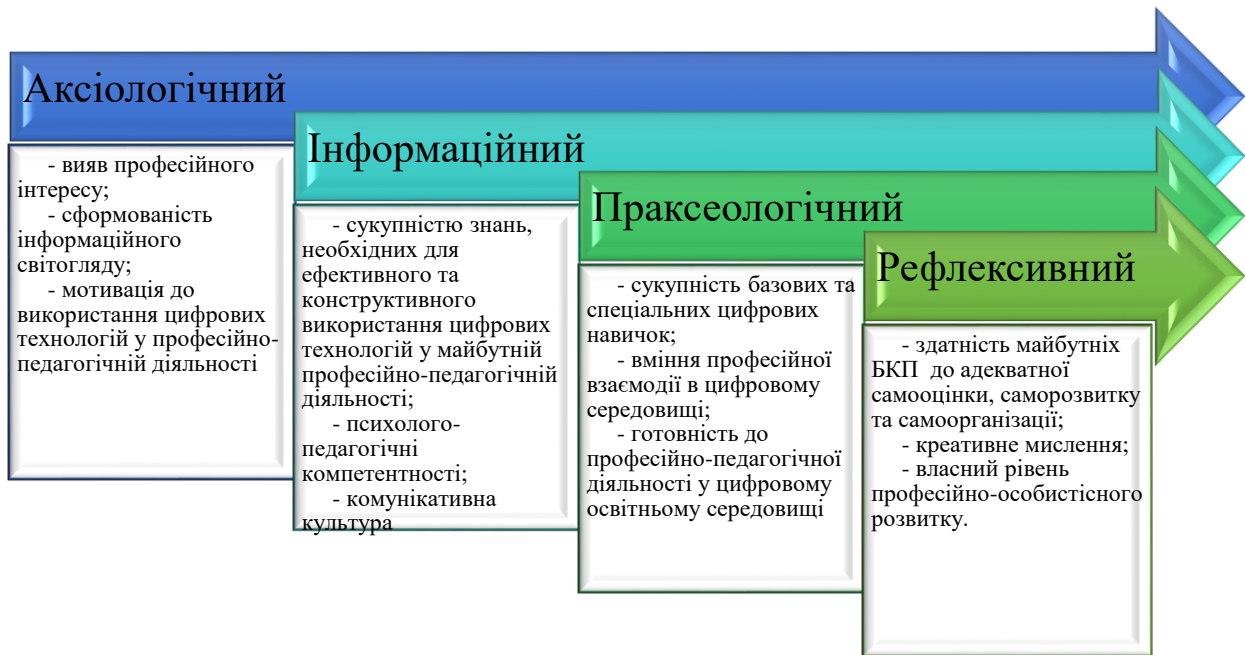 Аксіологічний
- вияв професійного
інтересу;
- сформованість
інформаційного
світогляду;
- мотивація до
використання цифрових
технологій у професійно-
педагогічній діяльності
Інформаційний
- сукупністю знань,
необхідних для
ефективного та
конструктивного
використання цифрових
технологій у майбутній
професійно-педагогічній
діяльності;
- психолого-
педагогічні
компетентності;
- комунікативна
культура
Праксеологічний
- сукупність базових та
спеціальних цифрових
навичок;
- вміння професійної
взаємодії в цифровому
середовищі;
- готовність до
професійно-педагогічної
діяльності у цифровому
освітньому середовищі
Рефлексивний
- здатність майбутніх
БКП до адекватної
самооцінки, саморозвитку
та самоорганізації;
- креативне мислення;
- власний рівень
професійно-особистісного
розвитку.